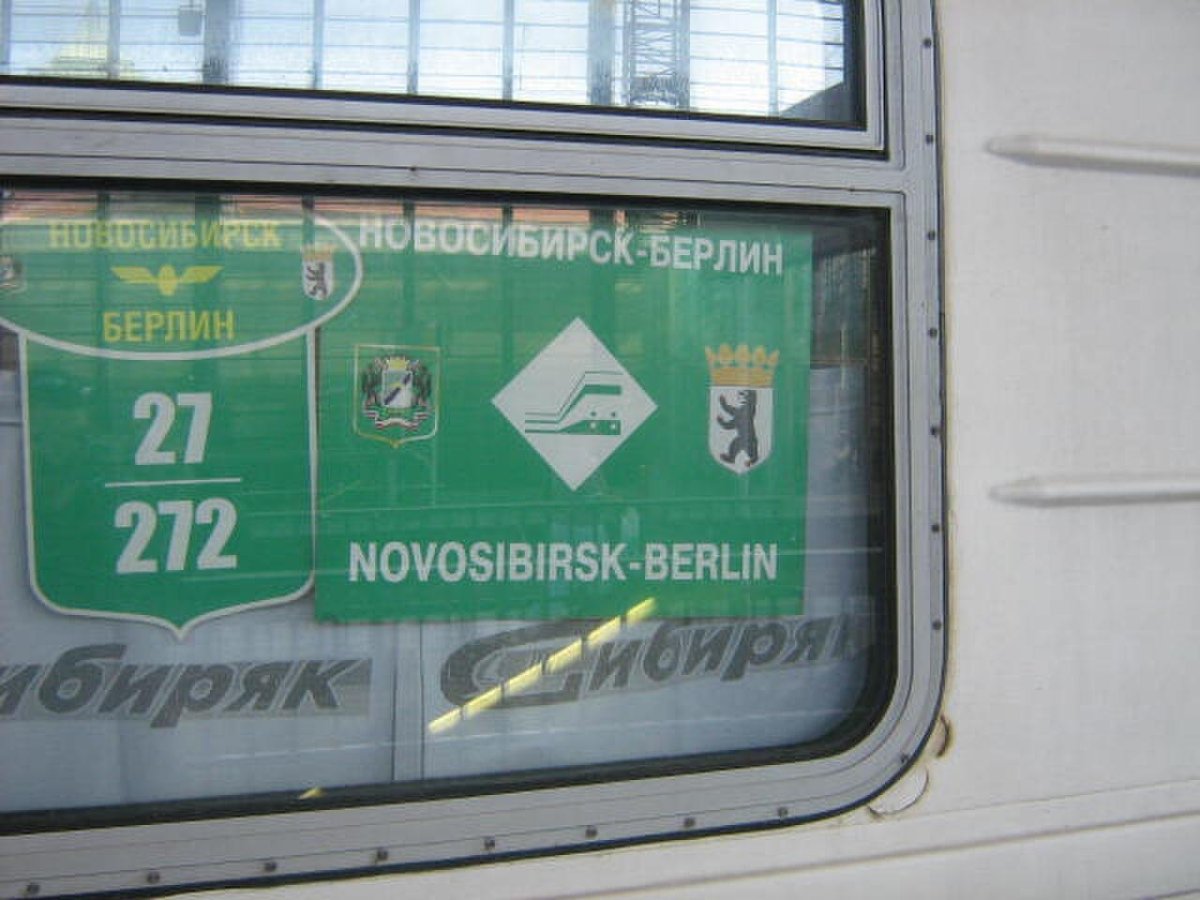 НОВОСИБИРСК
БЕРЛИН
27
272
НОВОСИБИРСК-БЕРЛИН
NOVOSIBIRSK-BERLIN
ибиряк
Сибиряк